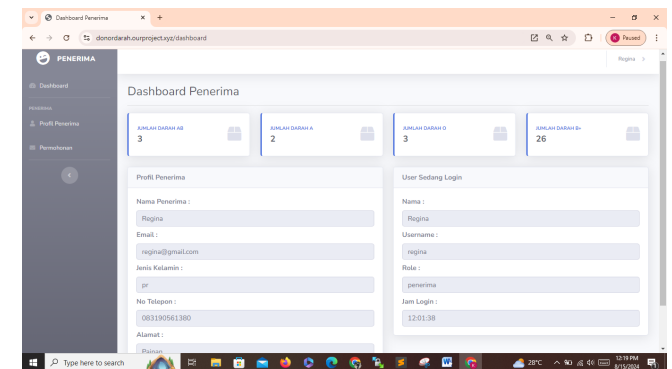 Dashboard Penerima
donordarah.ourproject.xyz/dashboard
Paused
PENERIMA
Regina
Dashboard
PENERIMA
Profil Penerima
Permohonan
Dashboard Penerima
JUMLAH DARAH AB
3
JUMLAH DARAH A
2
JUMLAH DARAH O
3
JUMLAH DARAH B+
26
Profil Penerima
Nama Penerima :
Regina
Email :
regina@gmail.com
Jenis Kelamin :
pr
No Telepon :
083190561380
Alamat :
Painan
User Sedang Login
Nama :
Regina
Username :
regina
Role :
penerima
Jam Login :
12:01:38
Type here to search
28°C
12:19 PM
8/15/2024